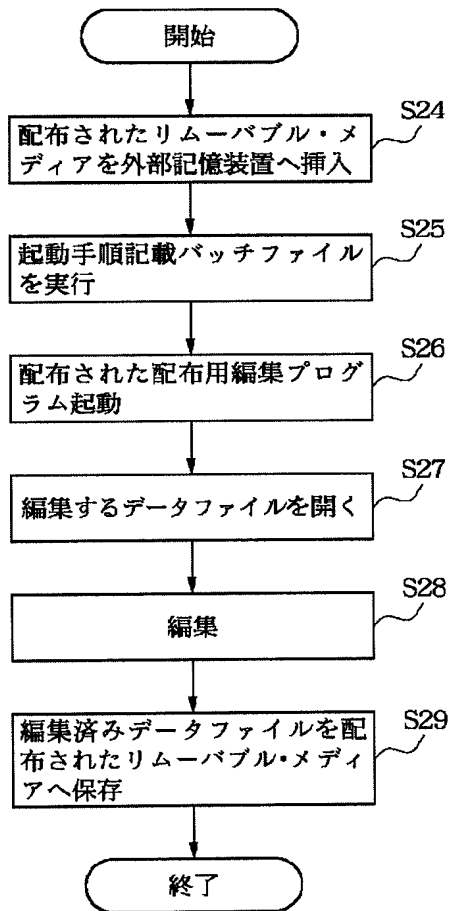 開始
S24
配布されたリムーバブル・メ
ディアを外部記憶装置へ挿入
S25
起動手順記載バッチファイル
を実行
S26
配布された配布用編集プログ
ラム起動
S27
編集するデータファイルを開く
S28
編集
S29
編集済みデータファイルを配
布されたリムーバブル・メディ
アへ保存
終了